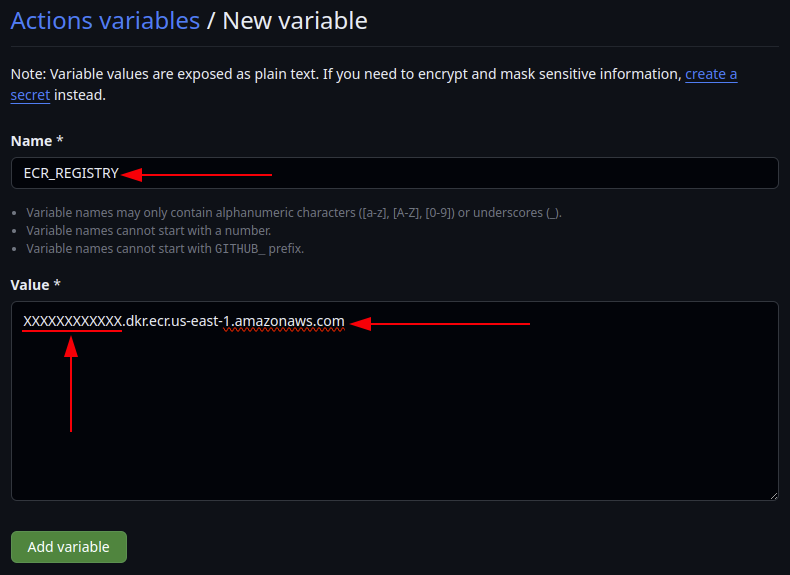 Actions variables / New variable
Note: Variable values are exposed as plain text. If you need to encrypt and mask sensitive information, create a
secret instead.
Name *
ECR_REGISTRY
Variable names may only contain alphanumeric characters ([a-z], [A-Z], [0-9]) or underscores (_).
Variable names cannot start with a number.
Variable names cannot start with GITHUB_ prefix.
Value *
XXXXXXXXXXXX.dkr.ecr.us-east-1.amazonaws.com
Add variable